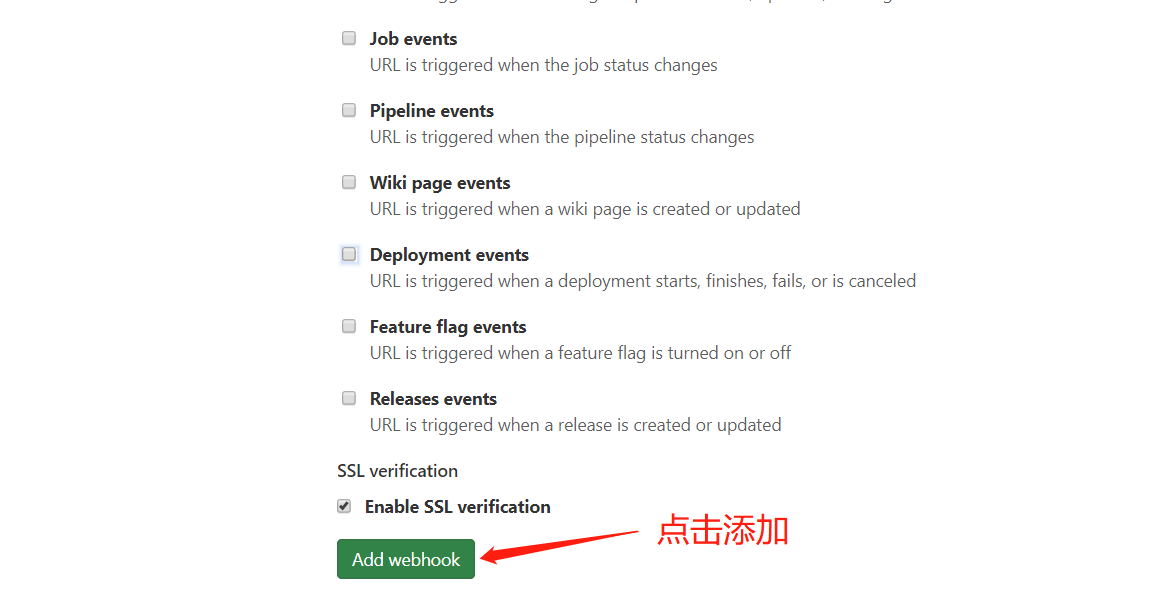 Job events
URL is triggered when the job status changes
Pipeline events
URL is triggered when the pipeline status changes
Wiki page events
URL is triggered when a wiki page is created or updated
Deployment events
URL is triggered when a deployment starts, finishes, fails, or is canceled
Feature flag events
URL is triggered when a feature flag is turned on or off
Releases events
URL is triggered when a release is created or updated
SSL verification
Enable SSL verification
点击添加
Add webhook